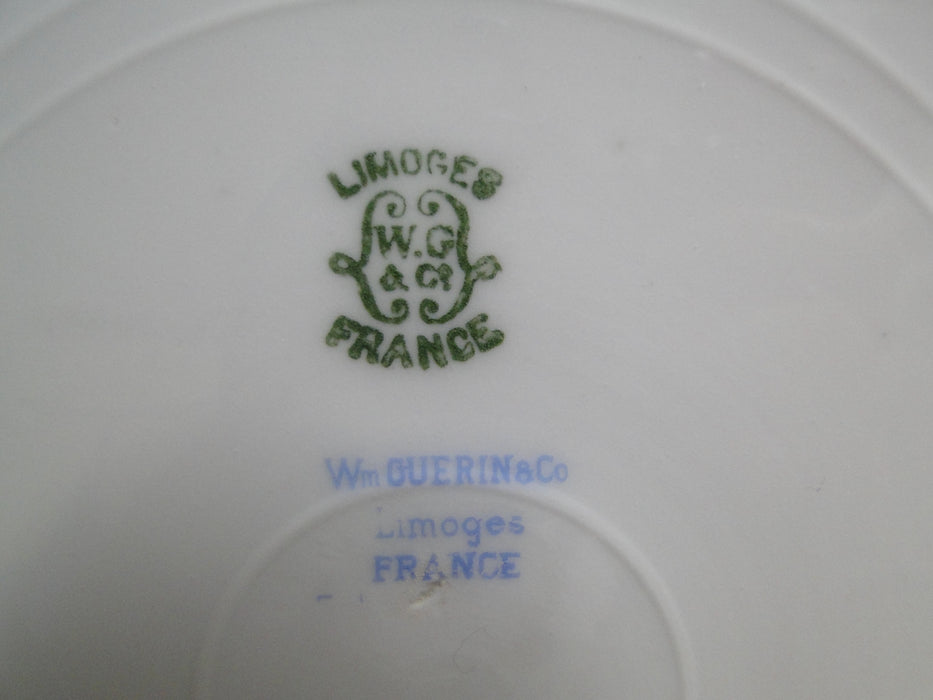 LIMOGES
W.G
& Co
FRANCE
Wm GUERIN & Co
Limoges
FRANCE